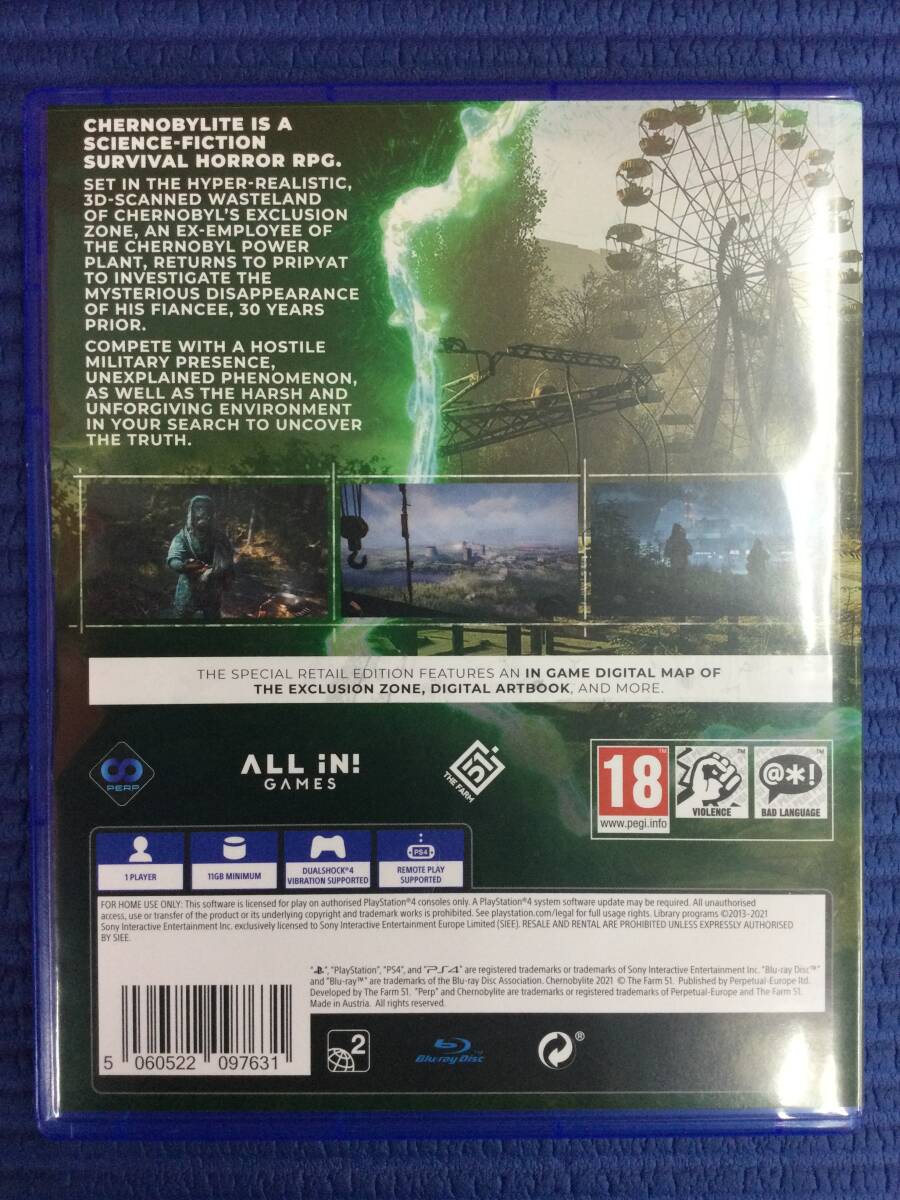 CHERNOBYLITE IS A
SCIENCE-FICTION
SURVIVAL HORROR RPG.
SET IN THE HYPER-REALISTIC,
3D-SCANNED WASTELAND
OF CHERNOBYL'S EXCLUSION
ZONE, AN EX-EMPLOYEE OF
THE CHERNOBYL POWER
PLANT, RETURNS TO PRIPYAT
TO INVESTIGATE THE
MYSTERIOUS DISAPPEARANCE
OF HIS FIANCEE, 30 YEARS
PRIOR.
COMPETE WITH A HOSTILE
MILITARY PRESENCE,
UNEXPLAINED PHENOMENON,
AS WELL AS THE HARSH AND
UNFORGIVING ENVIRONMENT
IN YOUR SEARCH TO UNCOVER
THE TRUTH.
THE SPECIAL RETAIL EDITION FEATURES AN IN GAME DIGITAL MAP OF
THE EXCLUSION ZONE, DIGITAL ARTBOOK, AND MORE.
PERP
ALL iN!
GAMES
THE FARM 51
18
www.pegi.info
VIOLENCE
@*!
BAD LANGUAGE
1 PLAYER
11GB MINIMUM
DUALSHOCK®4
VIBRATION SUPPORTED
PS4
REMOTE PLAY
SUPPORTED
FOR HOME USE ONLY: This software is licensed for play on authorised PlayStation®4 consoles only. A PlayStation®4 system software update may be required. All unauthorised
access, use or transfer of the product or its underlying copyright and trademark works is prohibited. See playstation.com/legal for full usage rights. Library programs ©2013-2021
Sony Interactive Entertainment Inc. exclusively licensed to Sony Interactive Entertainment Europe Limited (SIEE). RESALE AND RENTAL ARE PROHIBITED UNLESS EXPRESSLY AUTHORISED
BY SIEE.
" ", "PlayStation", "PS4", and "PS4" are registered trademarks or trademarks of Sony Interactive Entertainment Inc. "Blu-ray Disc™"
and "Blu-ray™" are trademarks of the Blu-ray Disc Association. Chernobylite 2021 © The Farm 51. Published by Perpetual-Europe ltd.
Developed by The Farm 51. "Perp" and Chernobylite are trademarks or registered trademarks of Perpetual-Europe and The Farm 51.
Made in Austria. All rights reserved.
5 060522 097631
2
Blu-ray Disc™
®